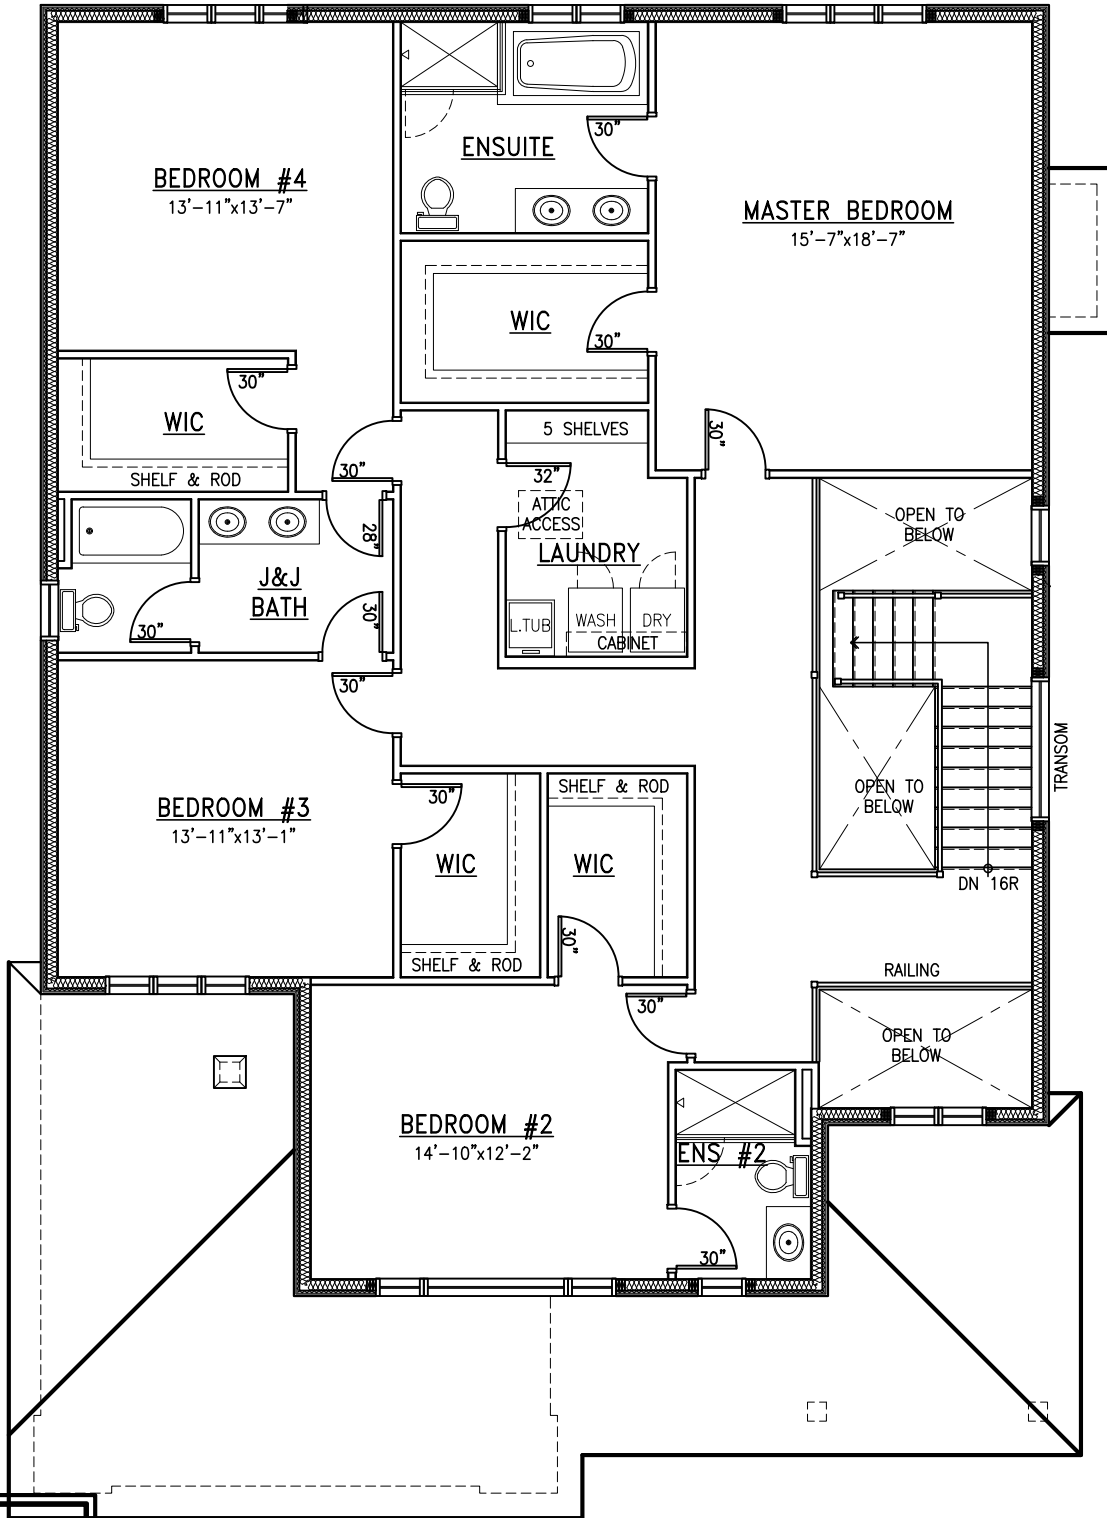 ENSUITE
30"
BEDROOM #4
13'-11"x13'-7"
MASTER BEDROOM
15'-7"x18'-7"
WIC
30"
30"
WIC
SHELF & ROD
30"
5 SHELVES
30"
32"
ATTIC
ACCESS
LAUNDRY
OPEN TO
BELOW
28"
J&J
BATH
30"
30"
L.TUB
WASH
DRY
CABINET
30"
TRANSOM
BEDROOM #3
13'-11"x13'-1"
30"
WIC
SHELF & ROD
SHELF & ROD
WIC
30"
OPEN TO
BELOW
DN 16R
RAILING
30"
OPEN TO
BELOW
BEDROOM #2
14'-10"x12'-2"
ENS #2
30"